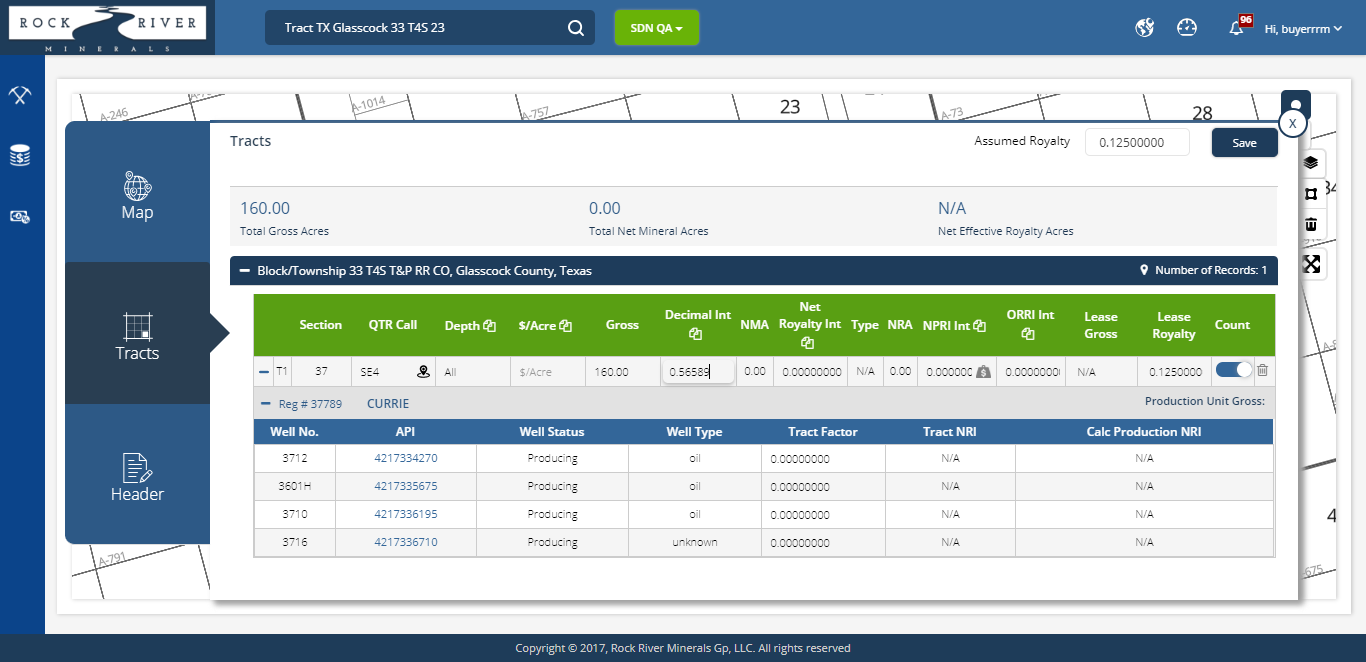 ROCK RIVER
MINERALS
Tract TX Glasscock 33 T4S 23
SDN QA
96
Hi, buyerrrm
A-246
A-1014
A-757
23
A-73
28
X
Map
Tracts
Header
Tracts
Assumed Royalty
0.12500000
Save
160.00
Total Gross Acres
0.00
Total Net Mineral Acres
N/A
Net Effective Royalty Acres
Block/Township 33 T4S T&P RR CO, Glasscock County, Texas
Number of Records: 1
Section QTR Call Depth $/Acre Gross Decimal Int NMA Net Royalty Int Type NRA NPRI Int ORRI Int Lease Gross Lease Royalty Count
T1 37 SE4 All $/Acre 160.00 0.56589 0.00 0.00000000 N/A 0.00 0.000000 0.0000000 N/A 0.1250000
Reg # 37789 CURRIE
Production Unit Gross:
Well No. API Well Status Well Type Tract Factor Tract NRI Calc Production NRI
3712 4217334270 Producing oil 0.00000000 N/A N/A
3601H 4217335675 Producing oil 0.00000000 N/A N/A
3710 4217336195 Producing oil 0.00000000 N/A N/A
3716 4217336710 Producing unknown 0.00000000 N/A N/A
A-791
Copyright © 2017, Rock River Minerals Gp, LLC. All rights reserved